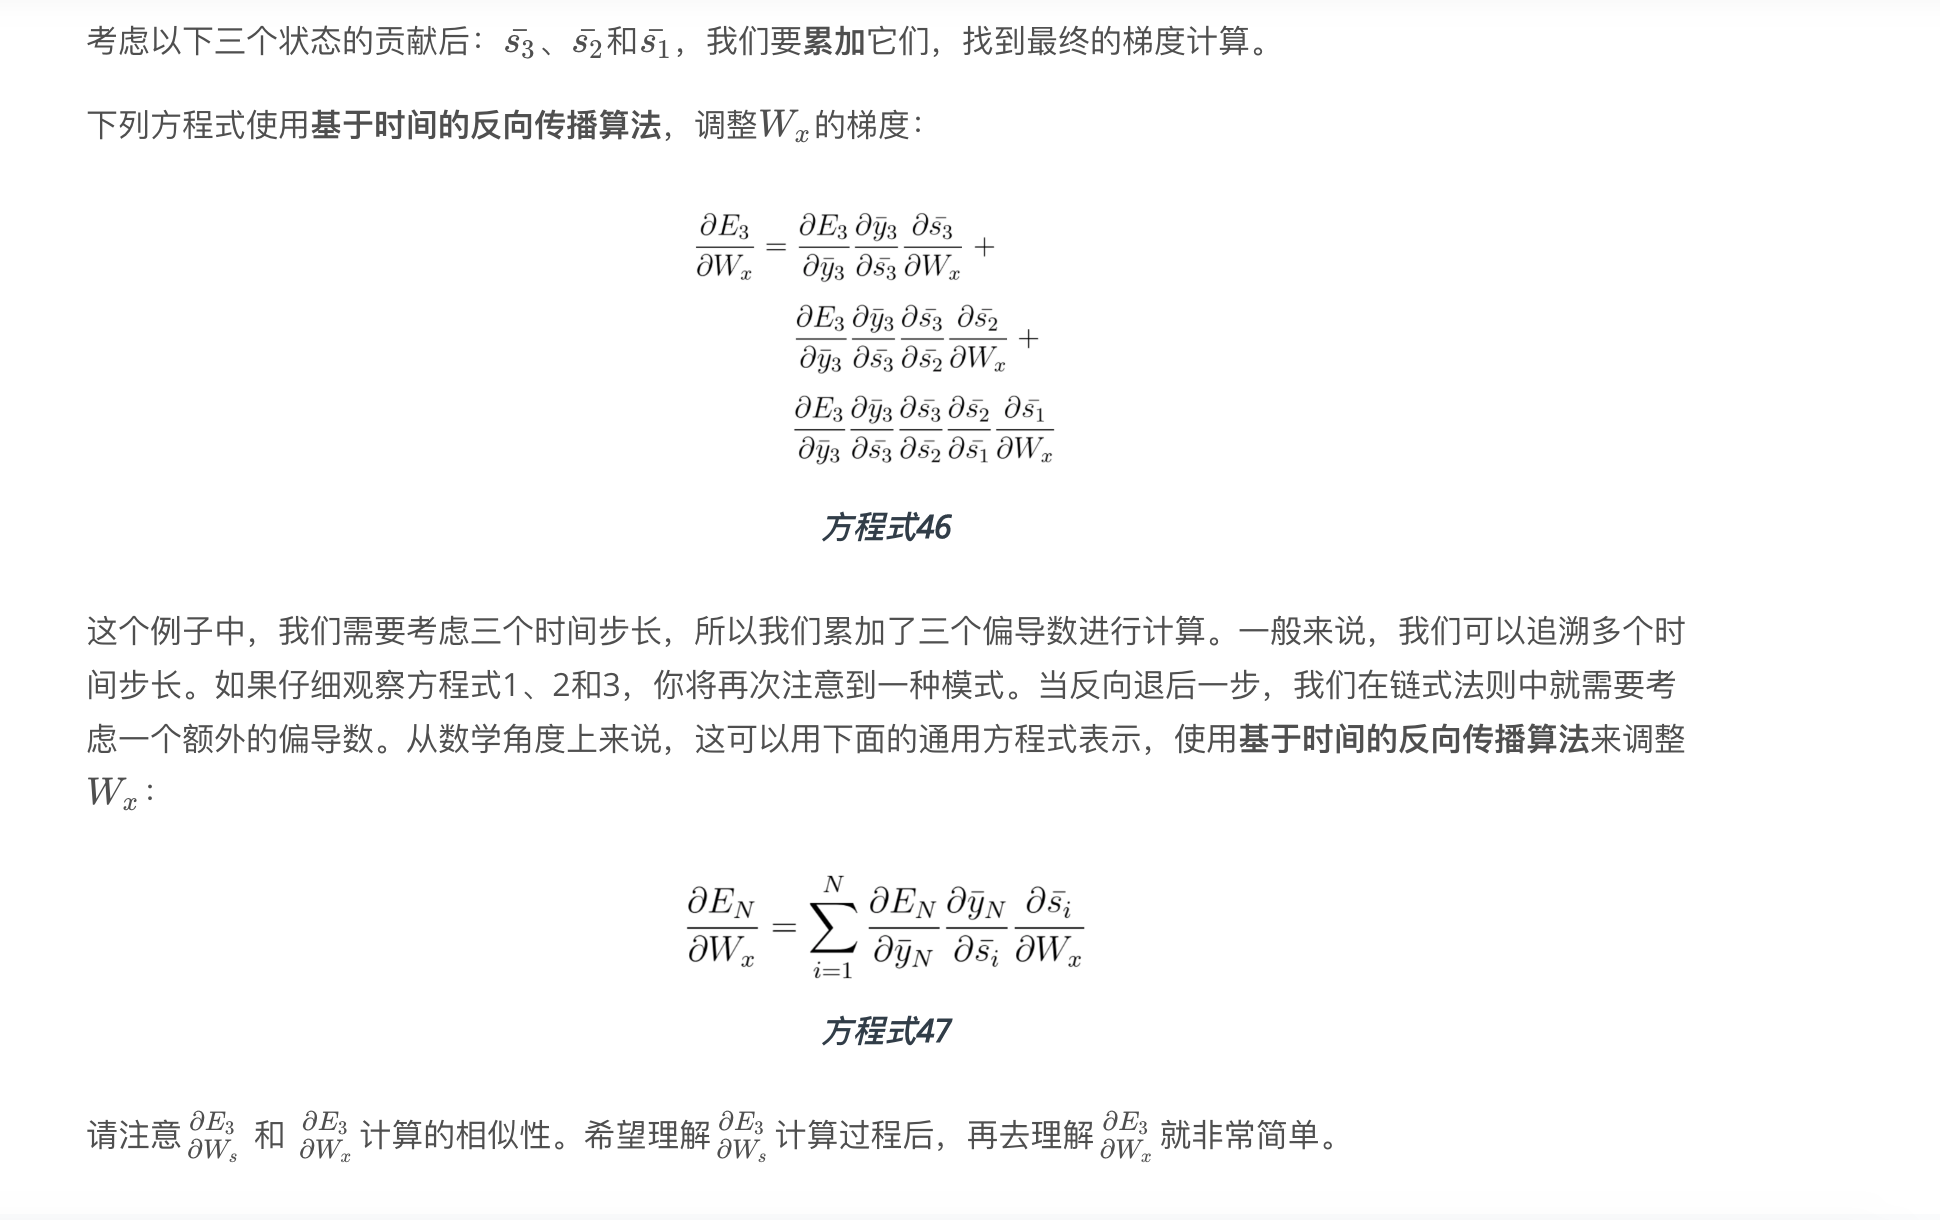 考虑以下三个状态的贡献后：$\bar{s_3}$、$\bar{s_2}$和$\bar{s_1}$，我们要累加它们，找到最终的梯度计算。
下列方程式使用基于时间的反向传播算法，调整$W_x$的梯度：
$\frac{\partial E_3}{\partial W_x} = \frac{\partial E_3}{\partial \bar{y}_3} \frac{\partial \bar{y}_3}{\partial \bar{s}_3} \frac{\partial \bar{s}_3}{\partial W_x} +$
$\frac{\partial E_3}{\partial \bar{y}_3} \frac{\partial \bar{y}_3}{\partial \bar{s}_3} \frac{\partial \bar{s}_3}{\partial \bar{s}_2} \frac{\partial \bar{s}_2}{\partial W_x} +$
$\frac{\partial E_3}{\partial \bar{y}_3} \frac{\partial \bar{y}_3}{\partial \bar{s}_3} \frac{\partial \bar{s}_3}{\partial \bar{s}_2} \frac{\partial \bar{s}_2}{\partial \bar{s}_1} \frac{\partial \bar{s}_1}{\partial W_x}$
方程式46
这个例子中，我们需要考虑三个时间步长，所以我们累加了三个偏导数进行计算。一般来说，我们可以追溯多个时
间步长。如果仔细观察方程式1、2和3，你将再次注意到一种模式。当反向退后一步，我们在链式法则中就需要考
虑一个额外的偏导数。从数学角度上来说，这可以用下面的通用方程式表示，使用基于时间的反向传播算法来调整
$W_x$：
$\frac{\partial E_N}{\partial W_x} = \sum_{i=1}^{N} \frac{\partial E_N}{\partial \bar{y}_N} \frac{\partial \bar{y}_N}{\partial \bar{s}_i} \frac{\partial \bar{s}_i}{\partial W_x}$
方程式47
请注意$\frac{\partial E_3}{\partial W_s}$ 和 $\frac{\partial E_3}{\partial W_x}$ 计算的相似性。希望理解$\frac{\partial E_3}{\partial W_s}$ 计算过程后，再去理解$\frac{\partial E_3}{\partial W_x}$ 就非常简单。